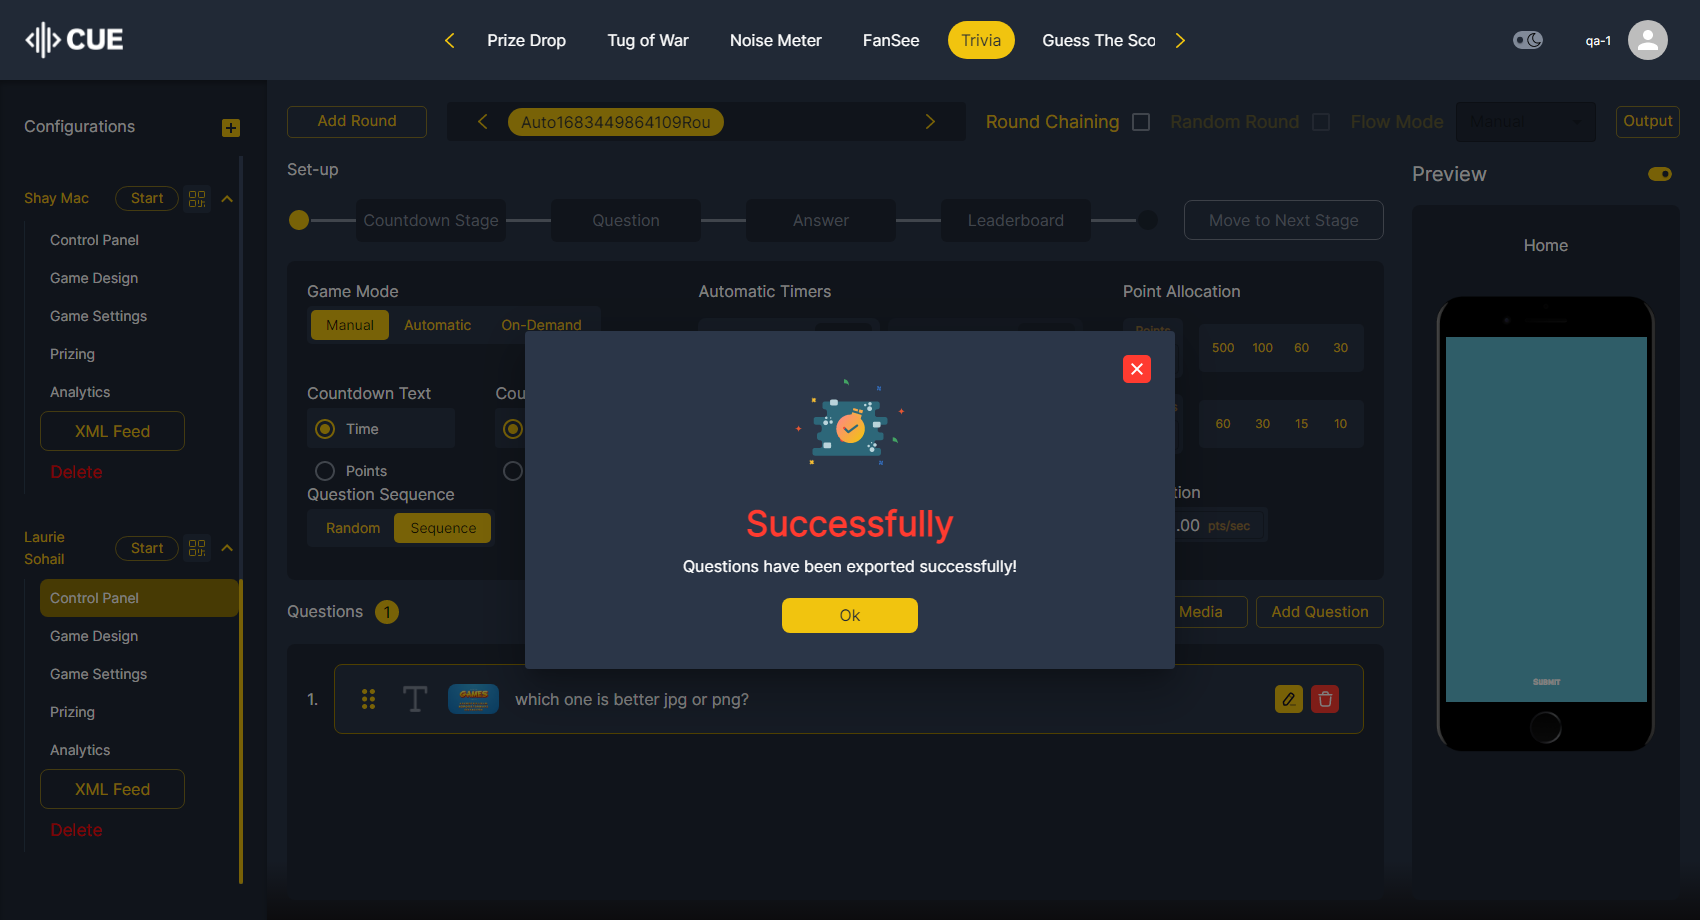 CUE
Prize Drop
Tug of War
Noise Meter
FanSee
Trivia
Guess The Sco
qa-1
Configurations
Shay Mac
Start
Control Panel
Game Design
Game Settings
Prizing
Analytics
XML Feed
Delete
Laurie
Sohail
Start
Control Panel
Game Design
Game Settings
Prizing
Analytics
XML Feed
Delete
Add Round
Auto1683449864109Rou
Round Chaining
Random Round
Flow Mode
Manual
Output
Set-up
Countdown Stage
Question
Answer
Leaderboard
Move to Next Stage
Game Mode
Manual
Automatic
On-Demand
Automatic Timers
Point Allocation
Points
500 100 60 30
60 30 15 10
Countdown Text
Time
Points
Cou
Question Sequence
Random
Sequence
tion
.00 pts/sec
Successfully
Questions have been exported successfully!
Ok
Questions 1
Media
Add Question
1.
T
GAMES
which one is better jpg or png?
Preview
Home
SUBMIT